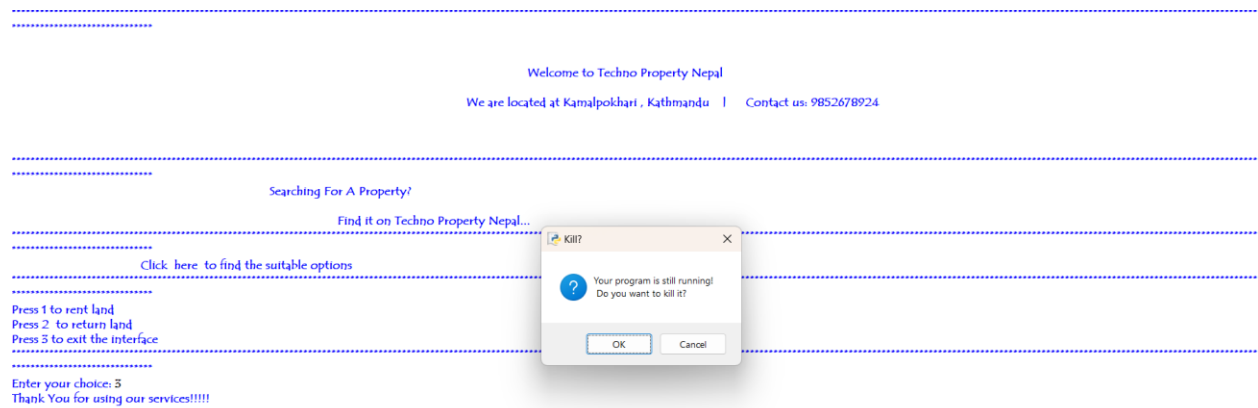 Welcome to Techno Property Nepal
We are located at Kamalpokhari , Kathmandu | Contact us: 9852678924
Searching For A Property?
Find it on Techno Property Nepal...
Click here to find the suitable options
Press 1 to rent land
Press 2 to return land
Press 3 to exit the interface
Enter your choice: 3
Thank You for using our services!!!!!
Kill?
Your program is still running!
Do you want to kill it?
OK Cancel